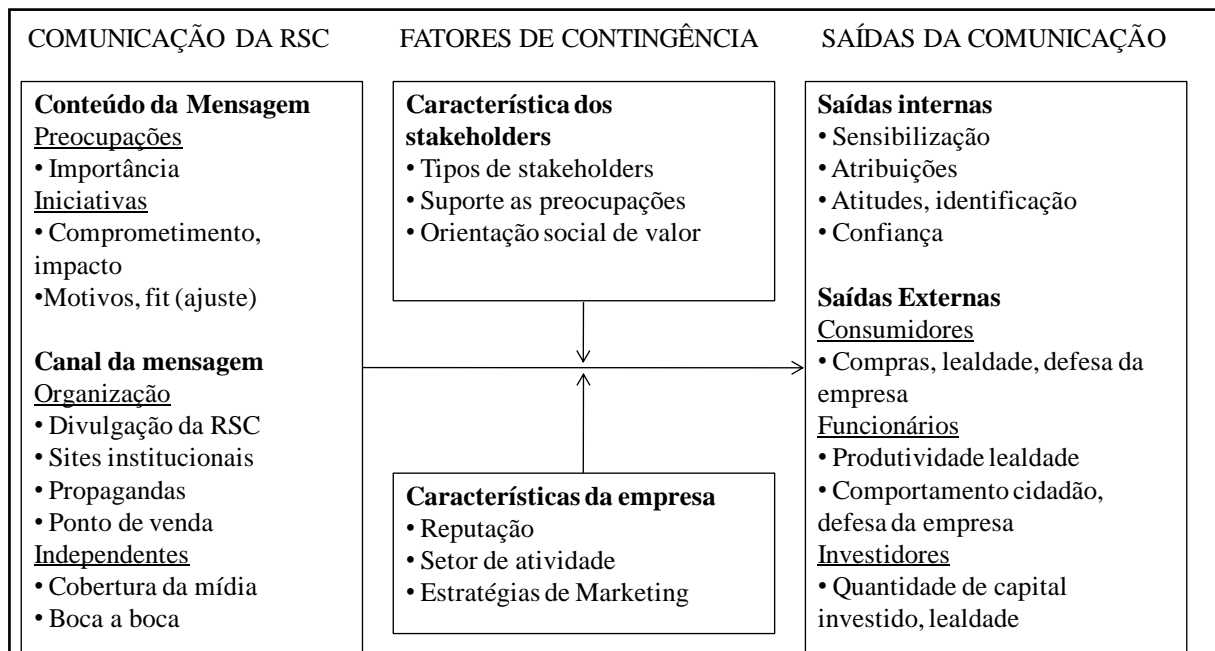 COMUNICAÇÃO DA RSC
FATORES DE CONTINGÊNCIA
SAÍDAS DA COMUNICAÇÃO
Conteúdo da Mensagem
Preocupações
• Importância
Iniciativas
• Comprometimento,
impacto
•Motivos, fit (ajuste)
Canal da mensagem
Organização
• Divulgação da RSC
• Sites institucionais
• Propagandas
• Ponto de venda
Independentes
• Cobertura da mídia
• Boca a boca
Característica dos
stakeholders
• Tipos de stakeholders
• Suporte as preocupações
• Orientação social de valor
Características da empresa
• Reputação
• Setor de atividade
• Estratégias de Marketing
Saídas internas
• Sensibilização
• Atribuições
• Atitudes, identificação
• Confiança
Saídas Externas
Consumidores
• Compras, lealdade, defesa da
empresa
Funcionários
• Produtividade lealdade
• Comportamento cidadão,
defesa da empresa
Investidores
• Quantidade de capital
investido, lealdade